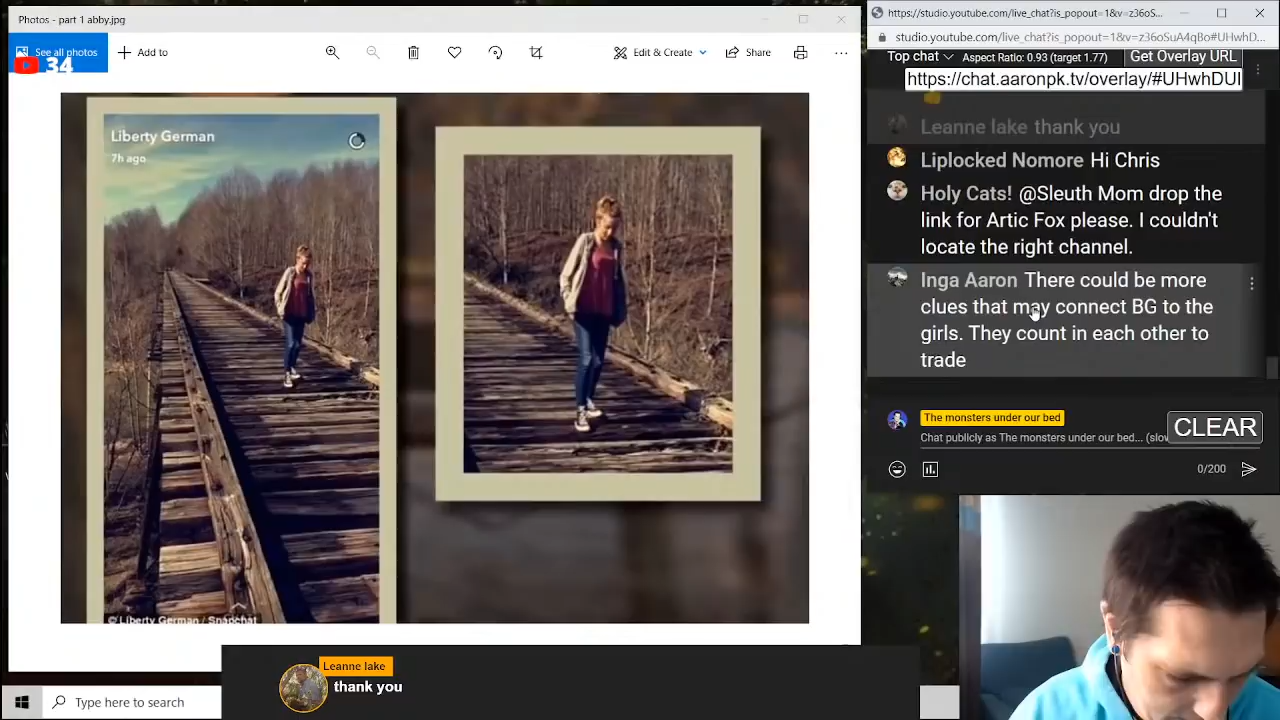 Photos - part 1 abby.jpg
See all photos
Add to
Edit & Create
Share
34
Liberty German
7h ago
© Liberty German / Snapchat
https://studio.youtube.com/live_chat?is_popout=1&v=z36oS...
studio.youtube.com/live_chat?is_popout=1&v=z36oSuA4qBo#UHwhD...
Top chat
Aspect Ratio: 0.93 (target 1.77)
Get Overlay URL
https://chat.aaronpk.tv/overlay/#UHwhDUI
Leanne lake thank you
Liplocked Nomore Hi Chris
Holy Cats! @Sleuth Mom drop the
link for Artic Fox please. I couldn't
locate the right channel.
Inga Aaron There could be more
clues that may connect BG to the
girls. They count in each other to
trade
The monsters under our bed
Chat publicly as The monsters under our bed... (slow
CLEAR
0/200
Leanne lake
thank you
Type here to search